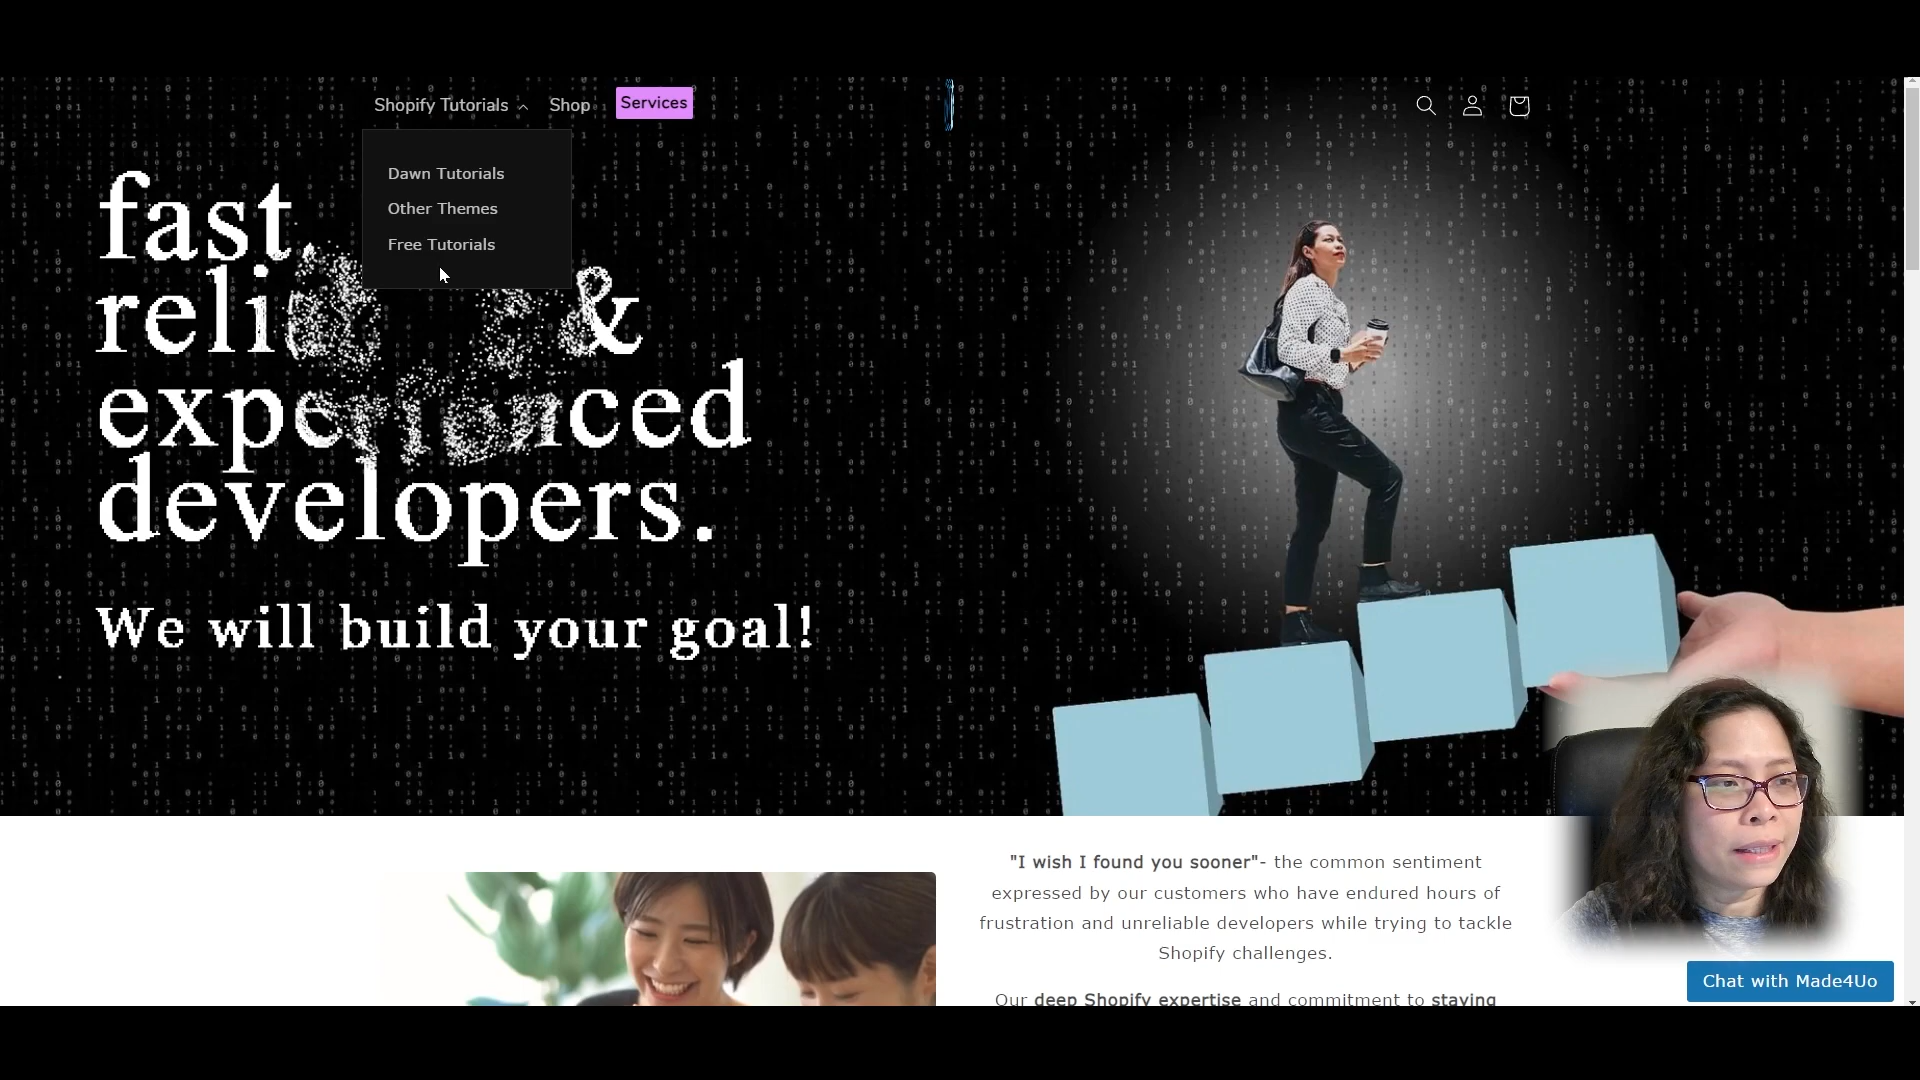 Shopify Tutorials
Shop
Services
Dawn Tutorials
Other Themes
Free Tutorials
fast,
&
experienced
developers.
We will build your goal!
"I wish I found you sooner"- the common sentiment
expressed by our customers who have endured hours of
frustration and unreliable developers while trying to tackle
Shopify challenges.
Our deep Shopify expertise and commitment to staying
Chat with Made4Uo